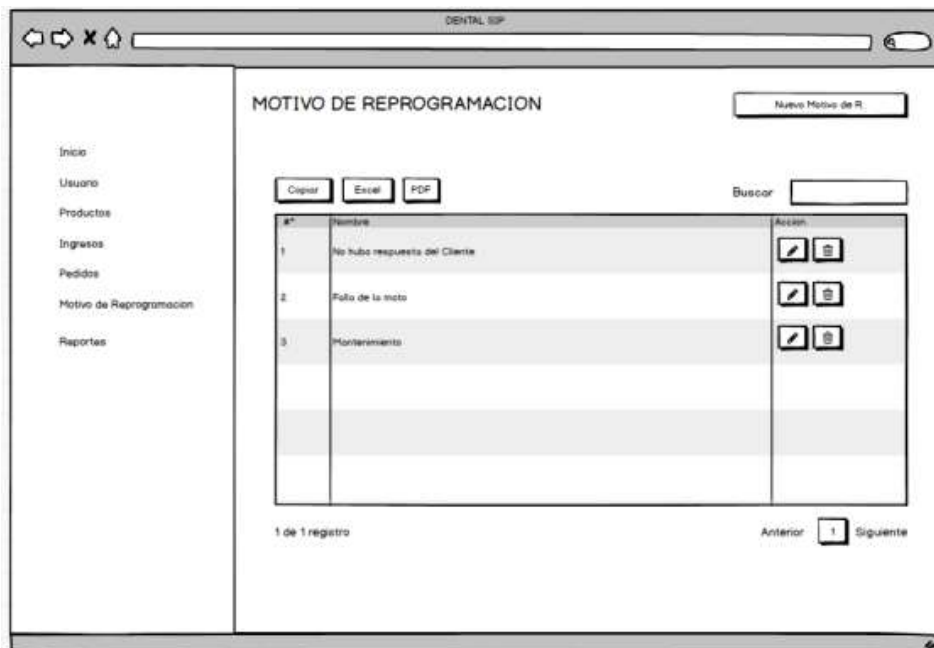 DENTAL SIP
MOTIVO DE REPROGRAMACION
Nuevo Motivo de R.
Inicio
Usuario
Productos
Ingresos
Pedidos
Motivo de Reprogramacion
Reportes
Copiar Excel PDF Buscar
Nombre Accion
1 No hubo respuesta del Cliente
2 Falla de la moto
3 Mantenimiento
1 de 1 registro Anterior 1 Siguiente